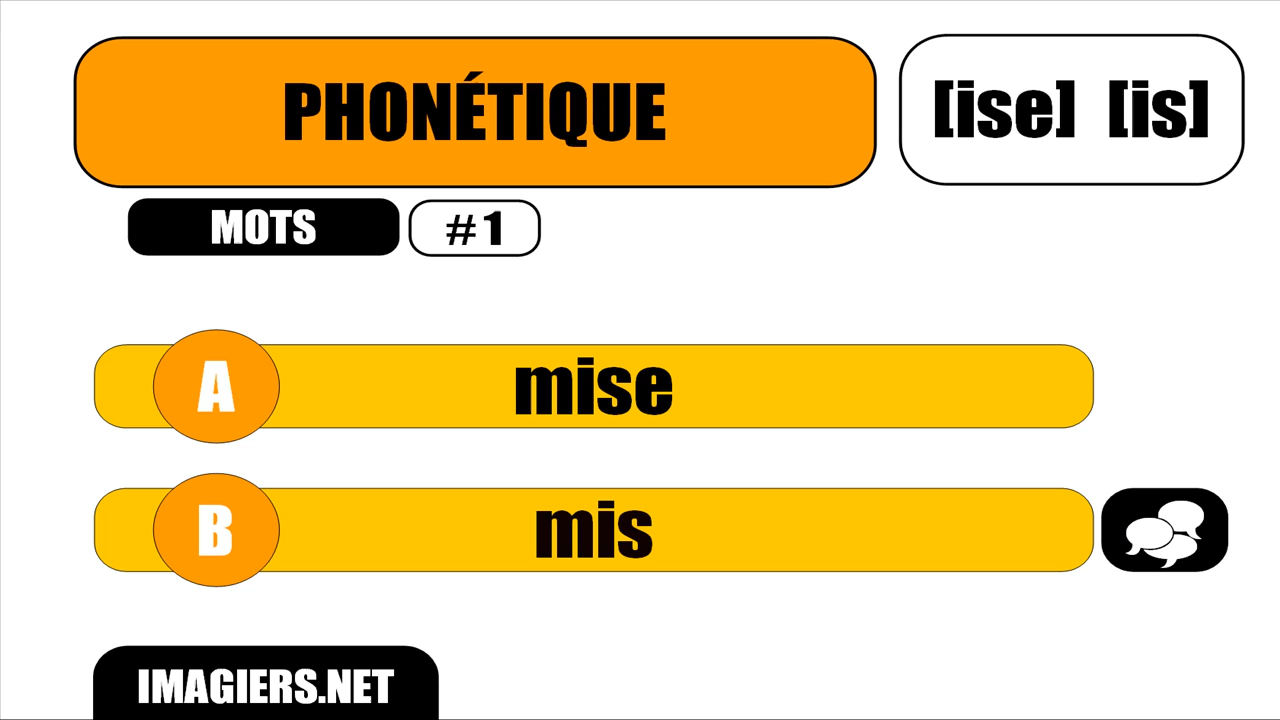 PHONÉTIQUE
[ise] [is]
MOTS
#1
A
mise
B
mis
IMAGIERS.NET